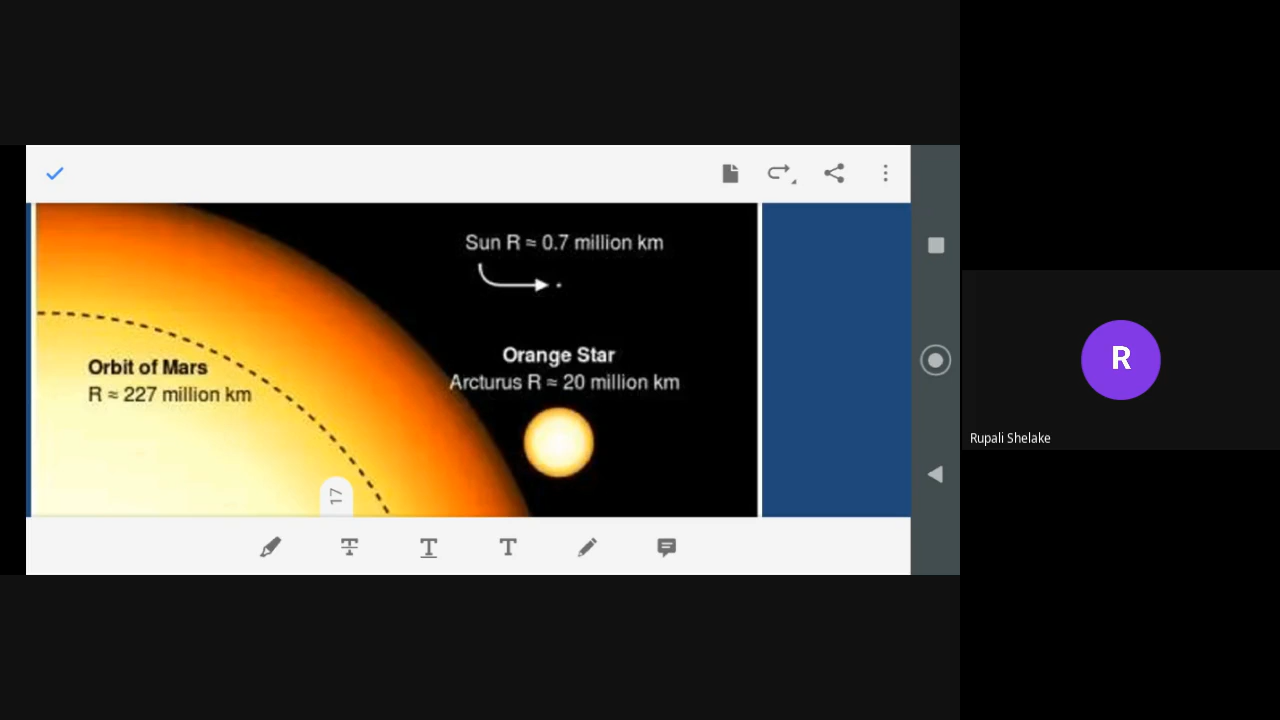 Sun R ≈ 0.7 million km
Orange Star
Arcturus R ≈ 20 million km
Orbit of Mars
R ≈ 227 million km
17
R
Rupali Shelake